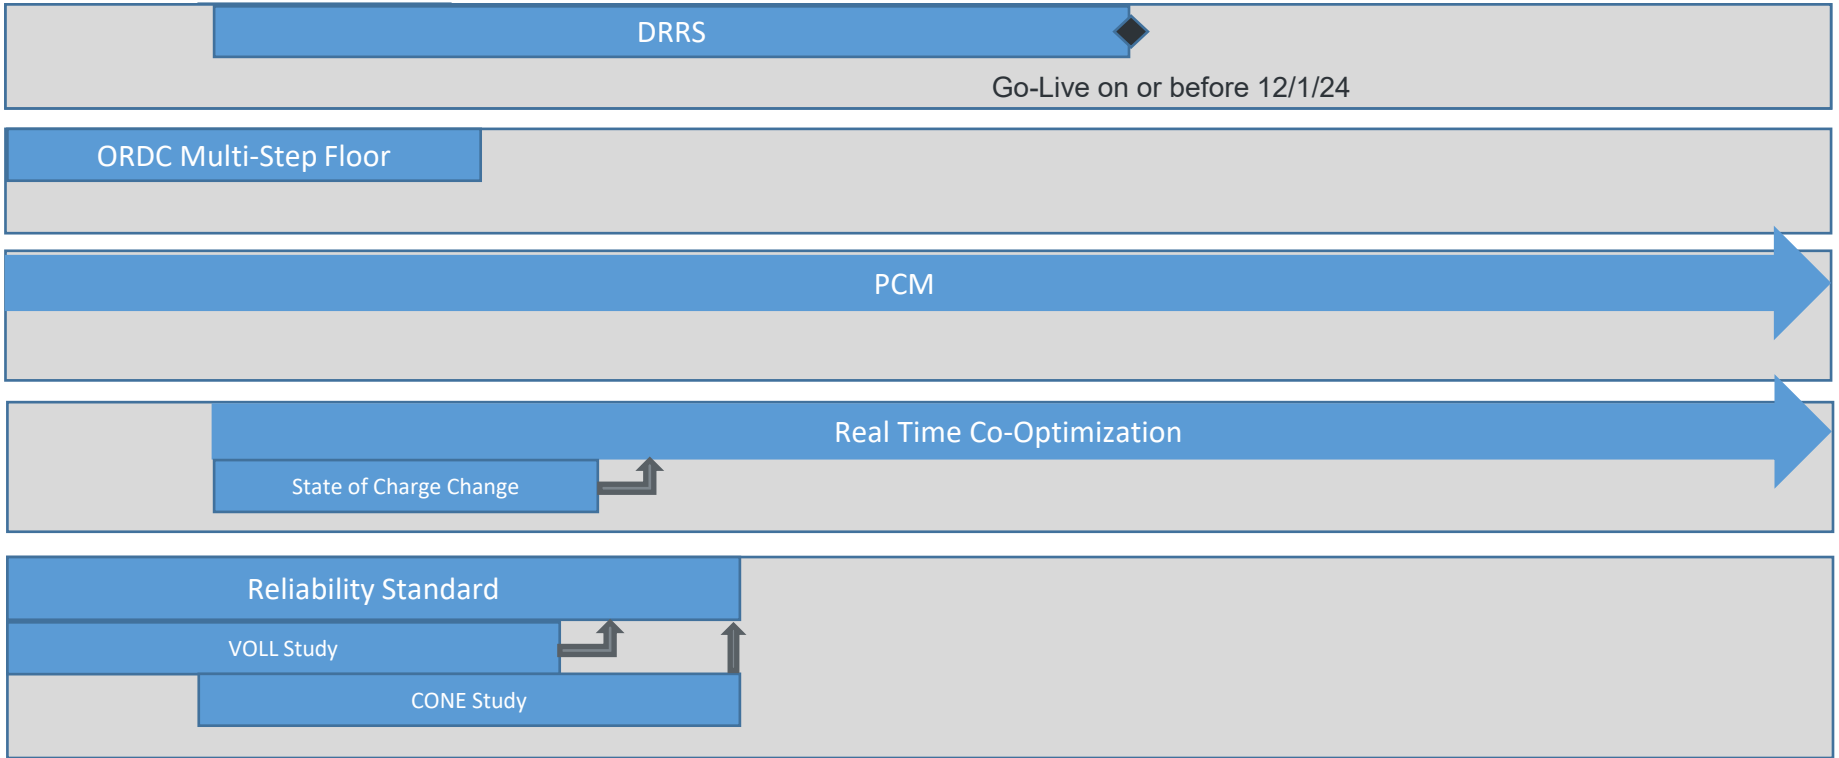 DRRS
Go-Live on or before 12/1/24
ORDC Multi-Step Floor
PCM
Real Time Co-Optimization
State of Charge Change
Reliability Standard
VOLL Study
CONE Study